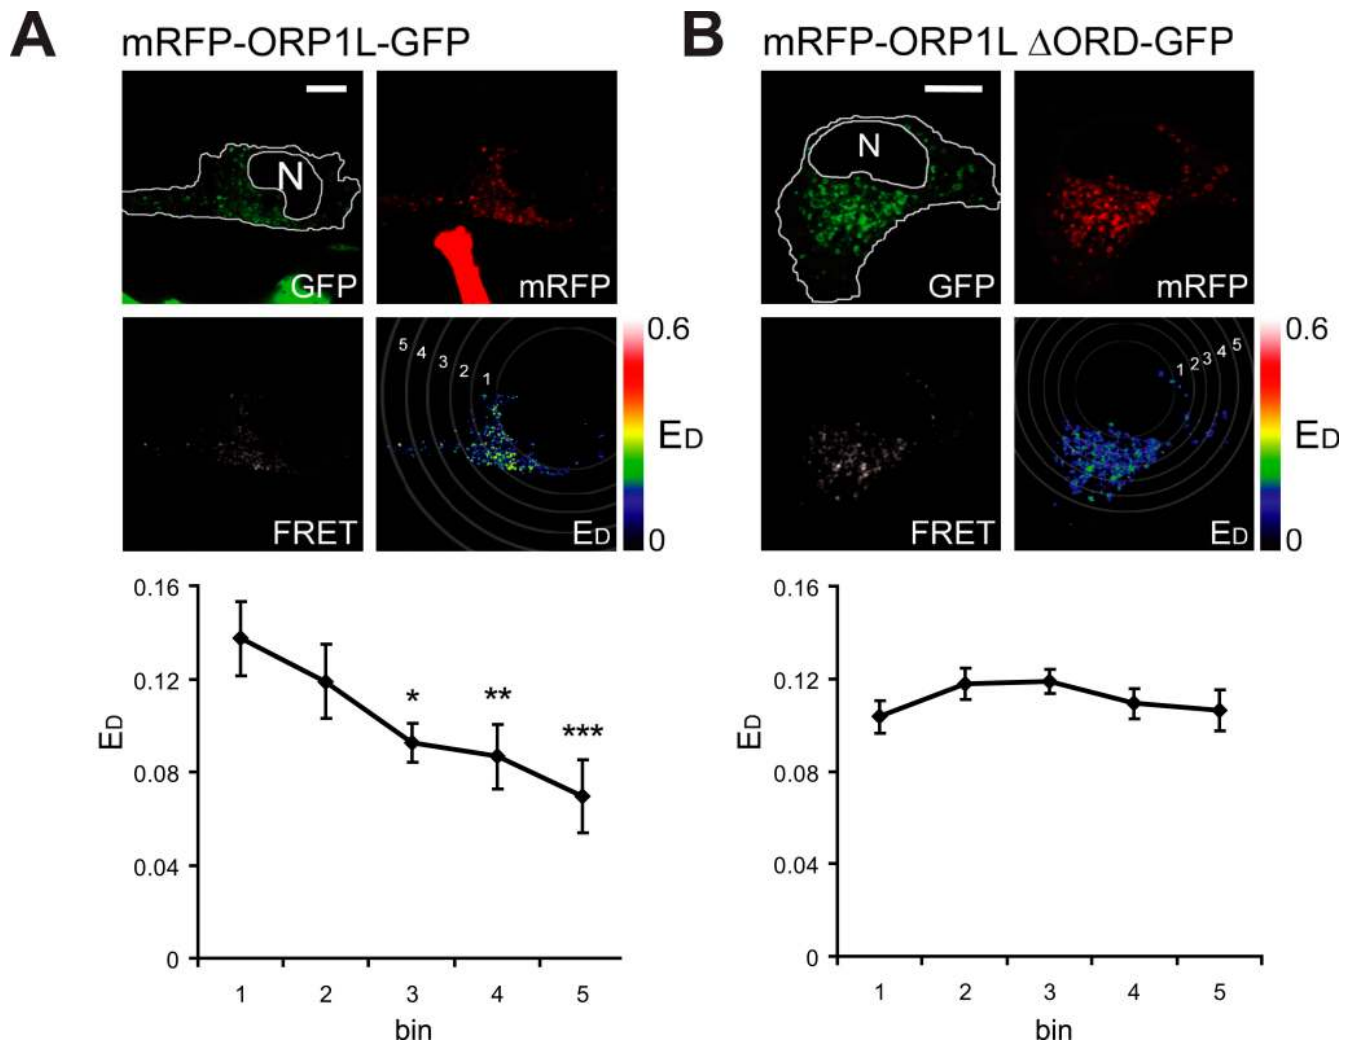 A
mRFP-ORP1L-GFP
N
GFP
mRFP
5 4 3 2 1
FRET
ED
0.6
ED
0
0.16
0.12
0.08
0.04
0
ED
*
**
***
1 2 3 4 5
bin
B
mRFP-ORP1L ΔORD-GFP
N
GFP
mRFP
1 2 3 4 5
FRET
ED
0.6
ED
0
0.16
0.12
0.08
0.04
0
ED
1 2 3 4 5
bin